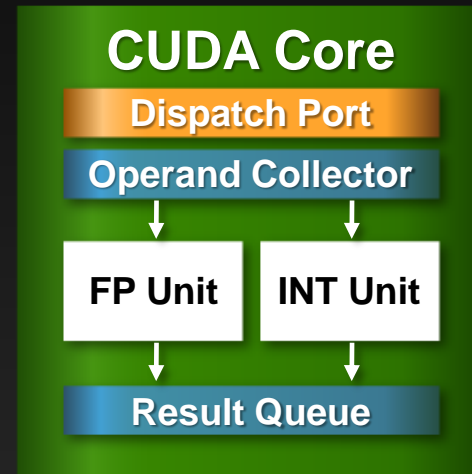 CUDA Core
Dispatch Port
Operand Collector
FP Unit
INT Unit
Result Queue